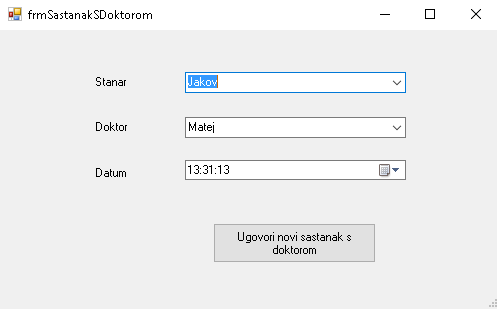 frmSastanakSDoktorom
Stanar Jakov
Doktor Matej
Datum 13:31:13
Ugovori novi sastanak s
doktorom